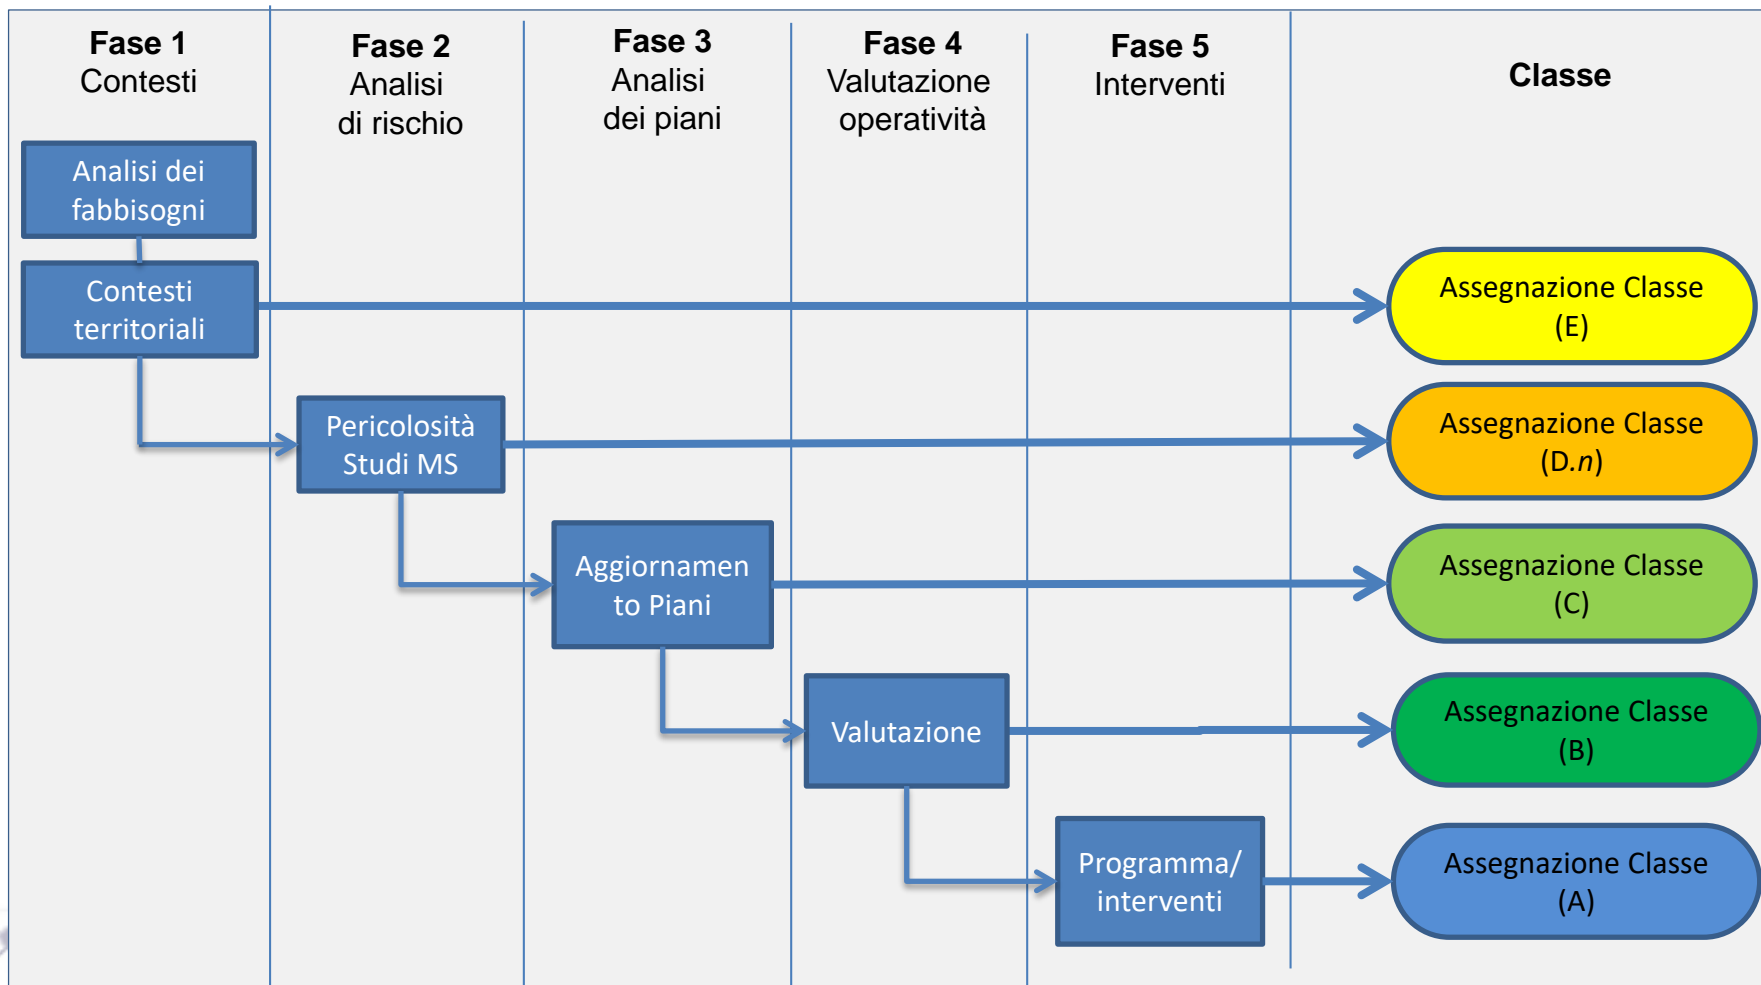 Fase 1
Contesti
Fase 2
Analisi
di rischio
Fase 3
Analisi
dei piani
Fase 4
Valutazione
operatività
Fase 5
Interventi
Classe
Analisi dei
fabbisogni
Contesti
territoriali
Assegnazione Classe
(E)
Pericolosità
Studi MS
Assegnazione Classe
(D.n)
Aggiornamen
to Piani
Assegnazione Classe
(C)
Valutazione
Assegnazione Classe
(B)
Programma/
interventi
Assegnazione Classe
(A)